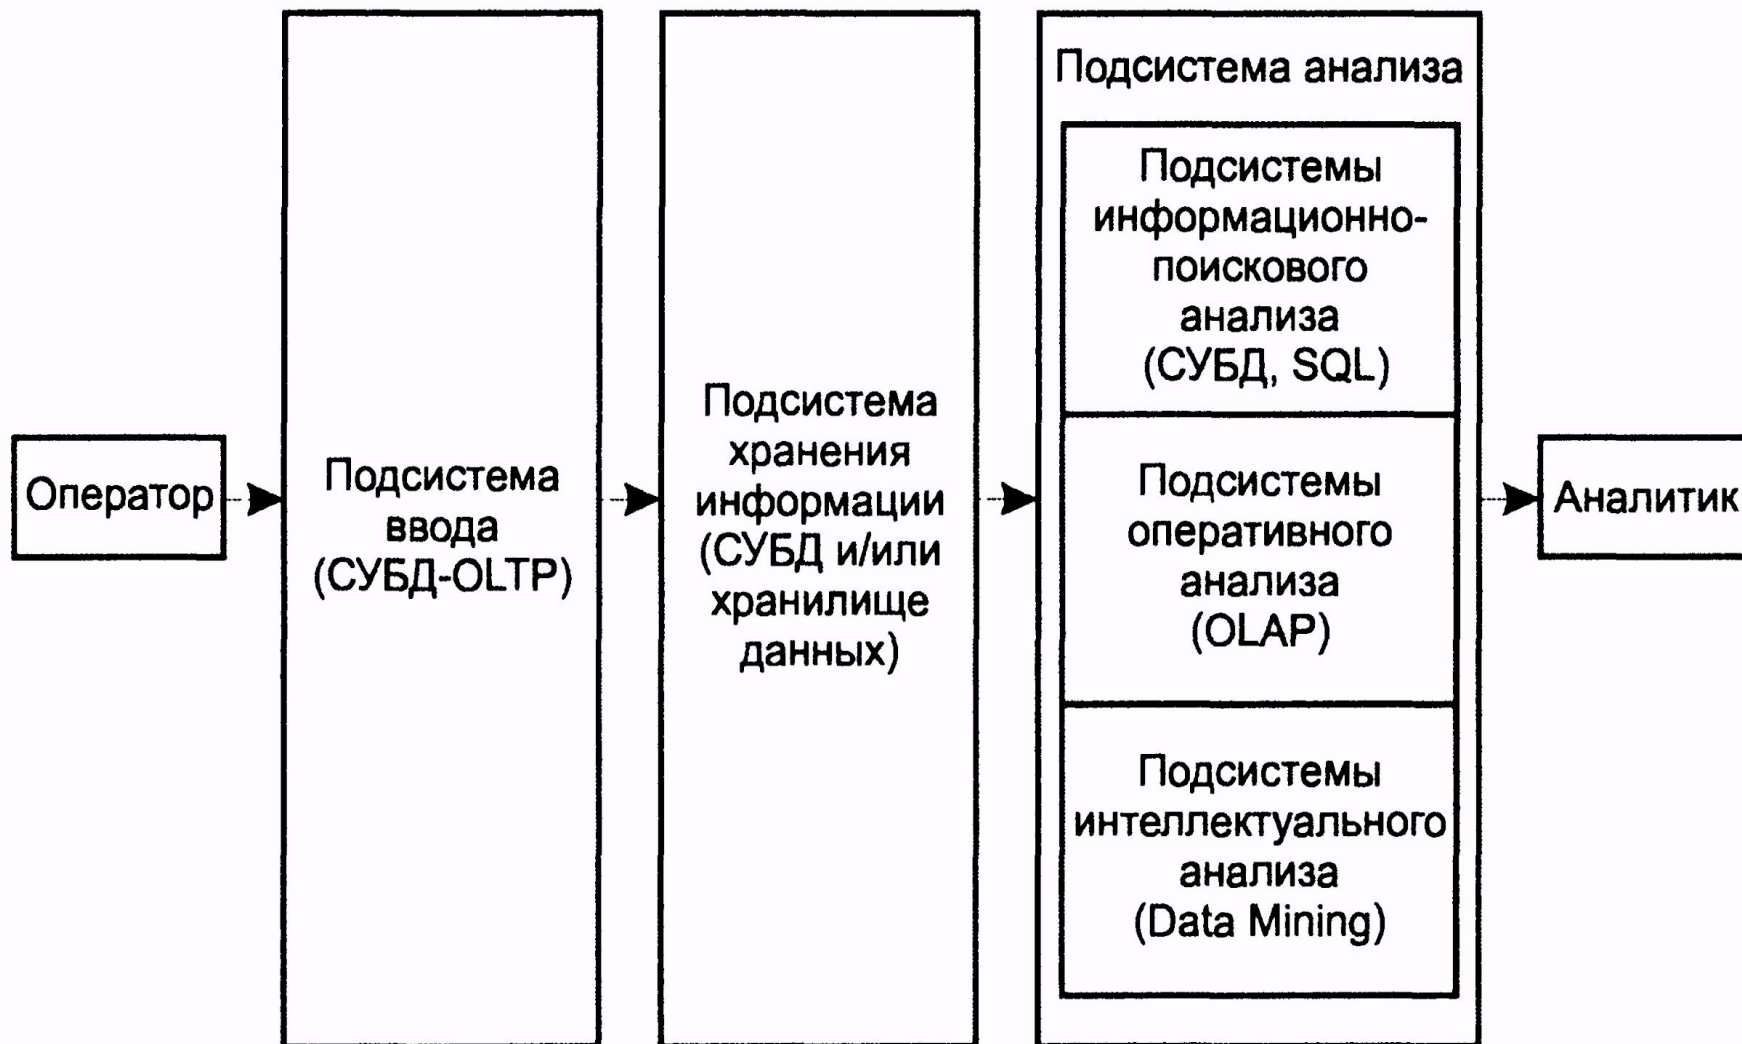 Оператор
Подсистема
ввода
(СУБД-OLTP)
Подсистема
хранения
информации
(СУБД и/или
хранилище
данных)
Подсистема анализа
Подсистемы
информационно-
поискового
анализа
(СУБД, SQL)
Подсистемы
оперативного
анализа
(OLAP)
Подсистемы
интеллектуального
анализа
(Data Mining)
Аналитик